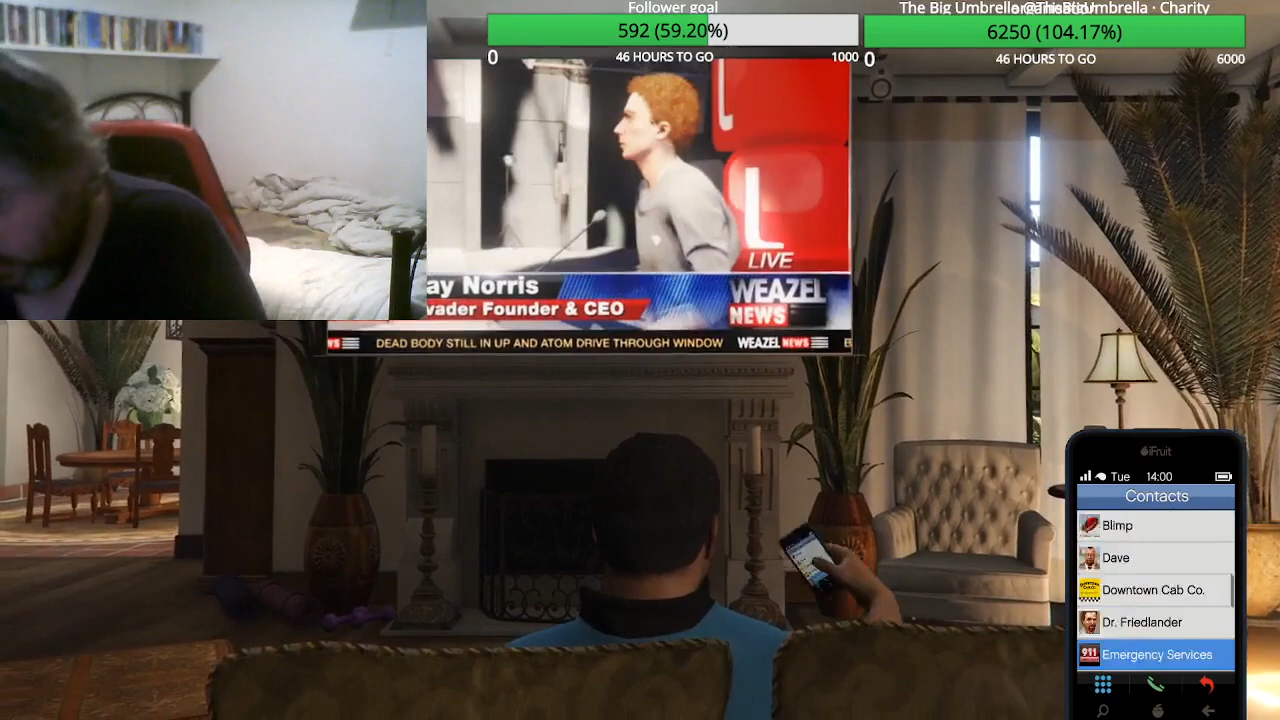 Follower goal
The Big Umbrella @TheBigUmbrella · Charity
592 (59.20%)
6250 (104.17%)
0
46 HOURS TO GO
1000
0
46 HOURS TO GO
6000
L
LIVE
ay Norris
vader Founder & CEO
WEAZEL
NEWS
WS
DEAD BODY STILL IN UP AND ATOM DRIVE THROUGH WINDOW
WEAZEL NEWS
iFruit
Tue 14:00
Contacts
Blimp
Dave
Downtown Cab Co.
Dr. Friedlander
911
Emergency Services